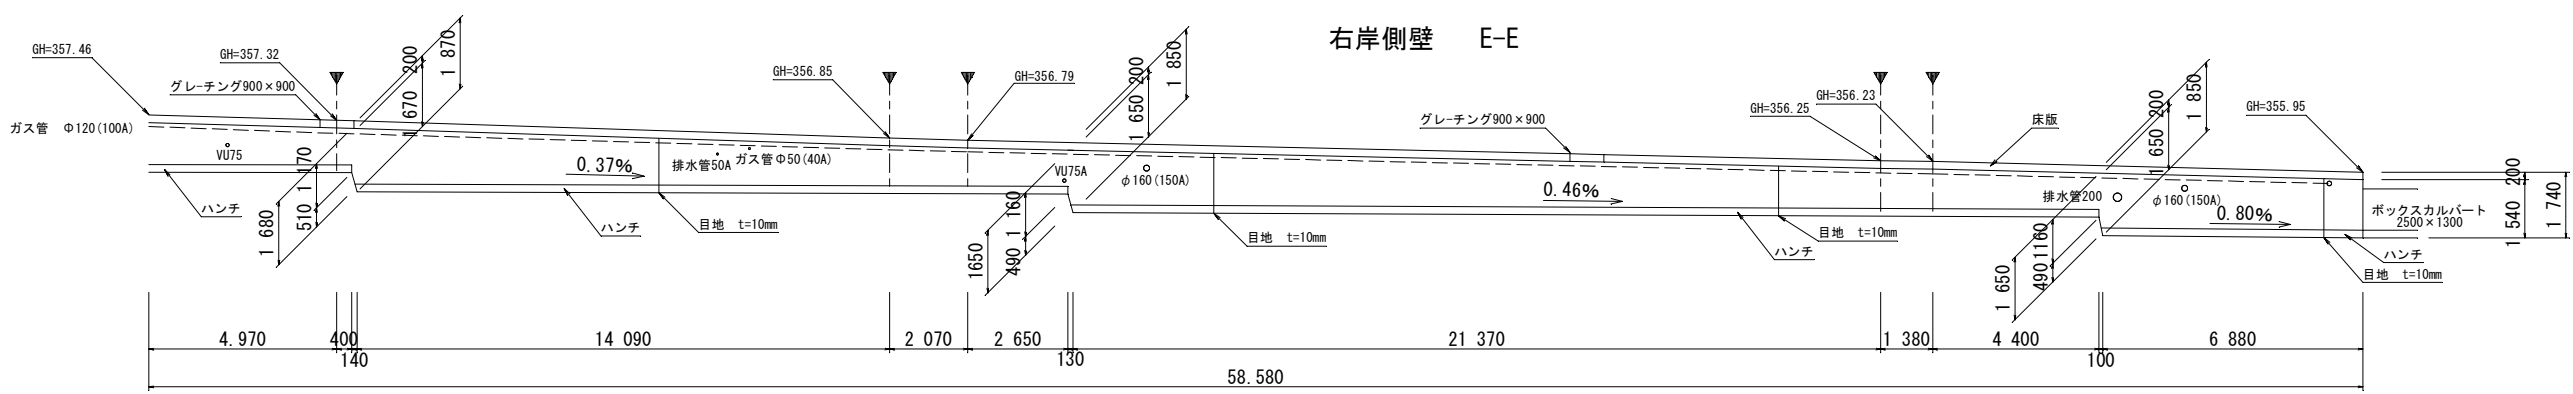 右岸側壁 E-E
GH=357.46
GH=357.32
グレ-チング900×900
200
1 870
1 670
GH=356.85
GH=356.79
1 650
200
1 850
グレ-チング900×900
GH=356.25
GH=356.23
床版
1 650
200
1 850
GH=355.95
ガス管 Φ120(100A)
VU75
ハンチ
1 170
510
1 680
0.37%
ハンチ
排水管50A
ガス管Φ50(40A)
目地 t=10mm
VU75A
1 160
490
1650
φ160(150A)
目地 t=10mm
0.46%
ハンチ
目地 t=10mm
排水管200
1160
490
1 650
φ160(150A)
0.80%
ボックスカルバート
2500×1300
ハンチ
目地 t=10mm
200
1 540
1 740
4.970
400
140
14 090
2 070
2 650
130
21 370
1 380
4 400
100
6 880
58.580